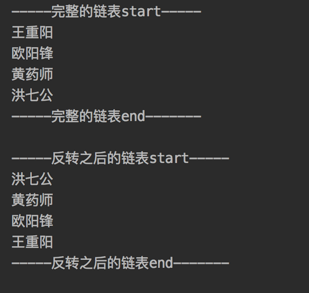 —————完整的链表start—————
王重阳
欧阳锋
黄药师
洪七公
—————完整的链表end———————
—————反转之后的链表start—————
洪七公
黄药师
欧阳锋
王重阳
—————反转之后的链表end———————